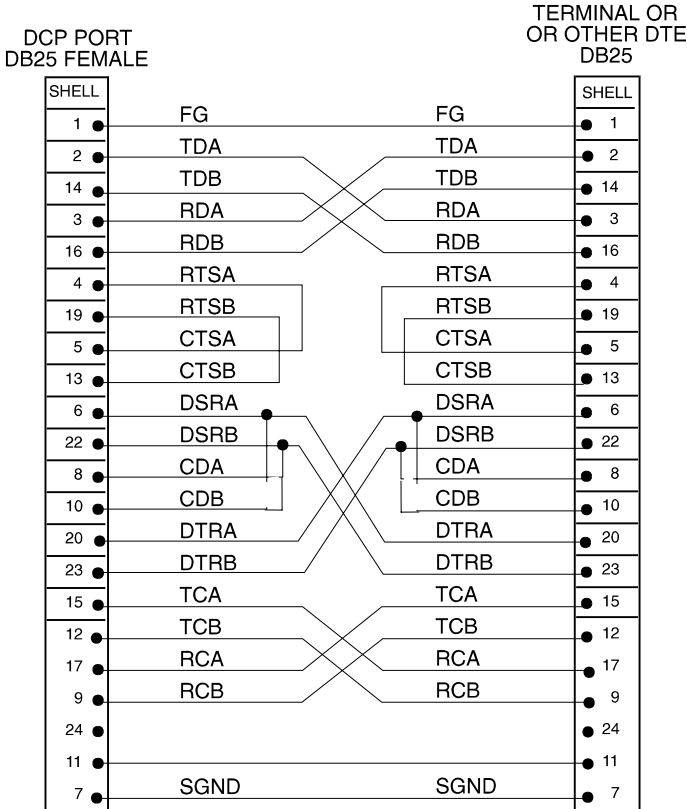 DCP PORT
DB25 FEMALE
TERMINAL OR
OR OTHER DTE
DB25
SHELL SHELL
1 FG FG 1
2 TDA TDA 2
14 TDB TDB 14
3 RDA RDA 3
16 RDB RDB 16
4 RTSA RTSA 4
19 RTSB RTSB 19
5 CTSA CTSA 5
13 CTSB CTSB 13
6 DSRA DSRA 6
22 DSRB DSRB 22
8 CDA CDA 8
10 CDB CDB 10
20 DTRA DTRA 20
23 DTRB DTRB 23
15 TCA TCA 15
12 TCB TCB 12
17 RCA RCA 17
9 RCB RCB 9
24 24
11 11
7 SGND SGND 7